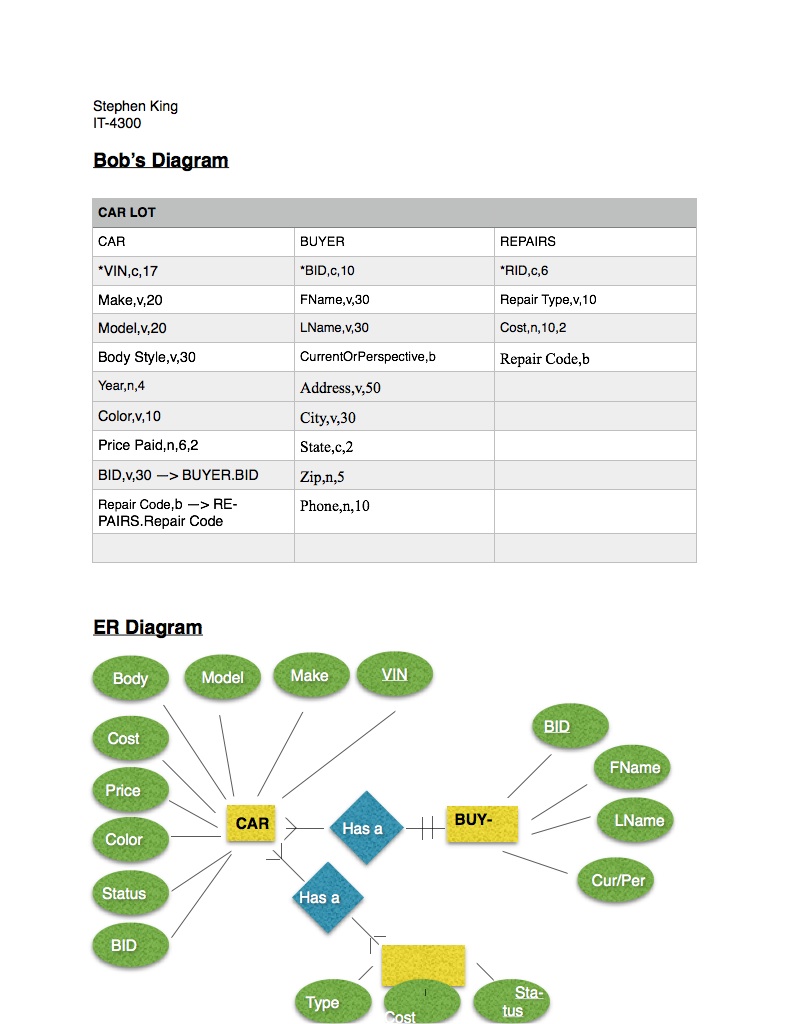 Stephen King
IT-4300
Bob's Diagram
CAR LOT
CAR BUYER REPAIRS
*VIN,c,17 *BID,c,10 *RID,c,6
Make,v,20 FName,v,30 Repair Type,v,10
Model,v,20 LName,v,30 Cost,n,10,2
Body Style,v,30 CurrentOrPerspective,b Repair Code,b
Year,n,4 Address,v,50
Color,v,10 City,v,30
Price Paid,n,6,2 State,c,2
BID,v,30 —> BUYER.BID Zip,n,5
Repair Code,b —> RE- Phone,n,10
PAIRS.Repair Code
ER Diagram
Body Model Make VIN
BID
Cost
FName
Price
CAR Has a BUY- LName
Color
Cur/Per
Status Has a
BID
Type Cost Sta-
tus